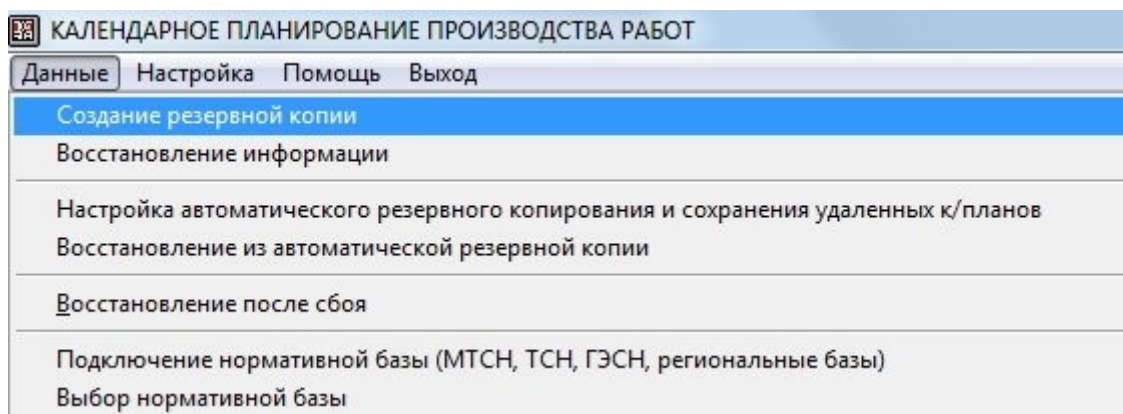 КАЛЕНДАРНОЕ ПЛАНИРОВАНИЕ ПРОИЗВОДСТВА РАБОТ
Данные Настройка Помощь Выход
Создание резервной копии
Восстановление информации
Настройка автоматического резервного копирования и сохранения удаленных к/планов
Восстановление из автоматической резервной копии
Восстановление после сбоя
Подключение нормативной базы (МТСН, ТСН, ГЭСН, региональные базы)
Выбор нормативной базы